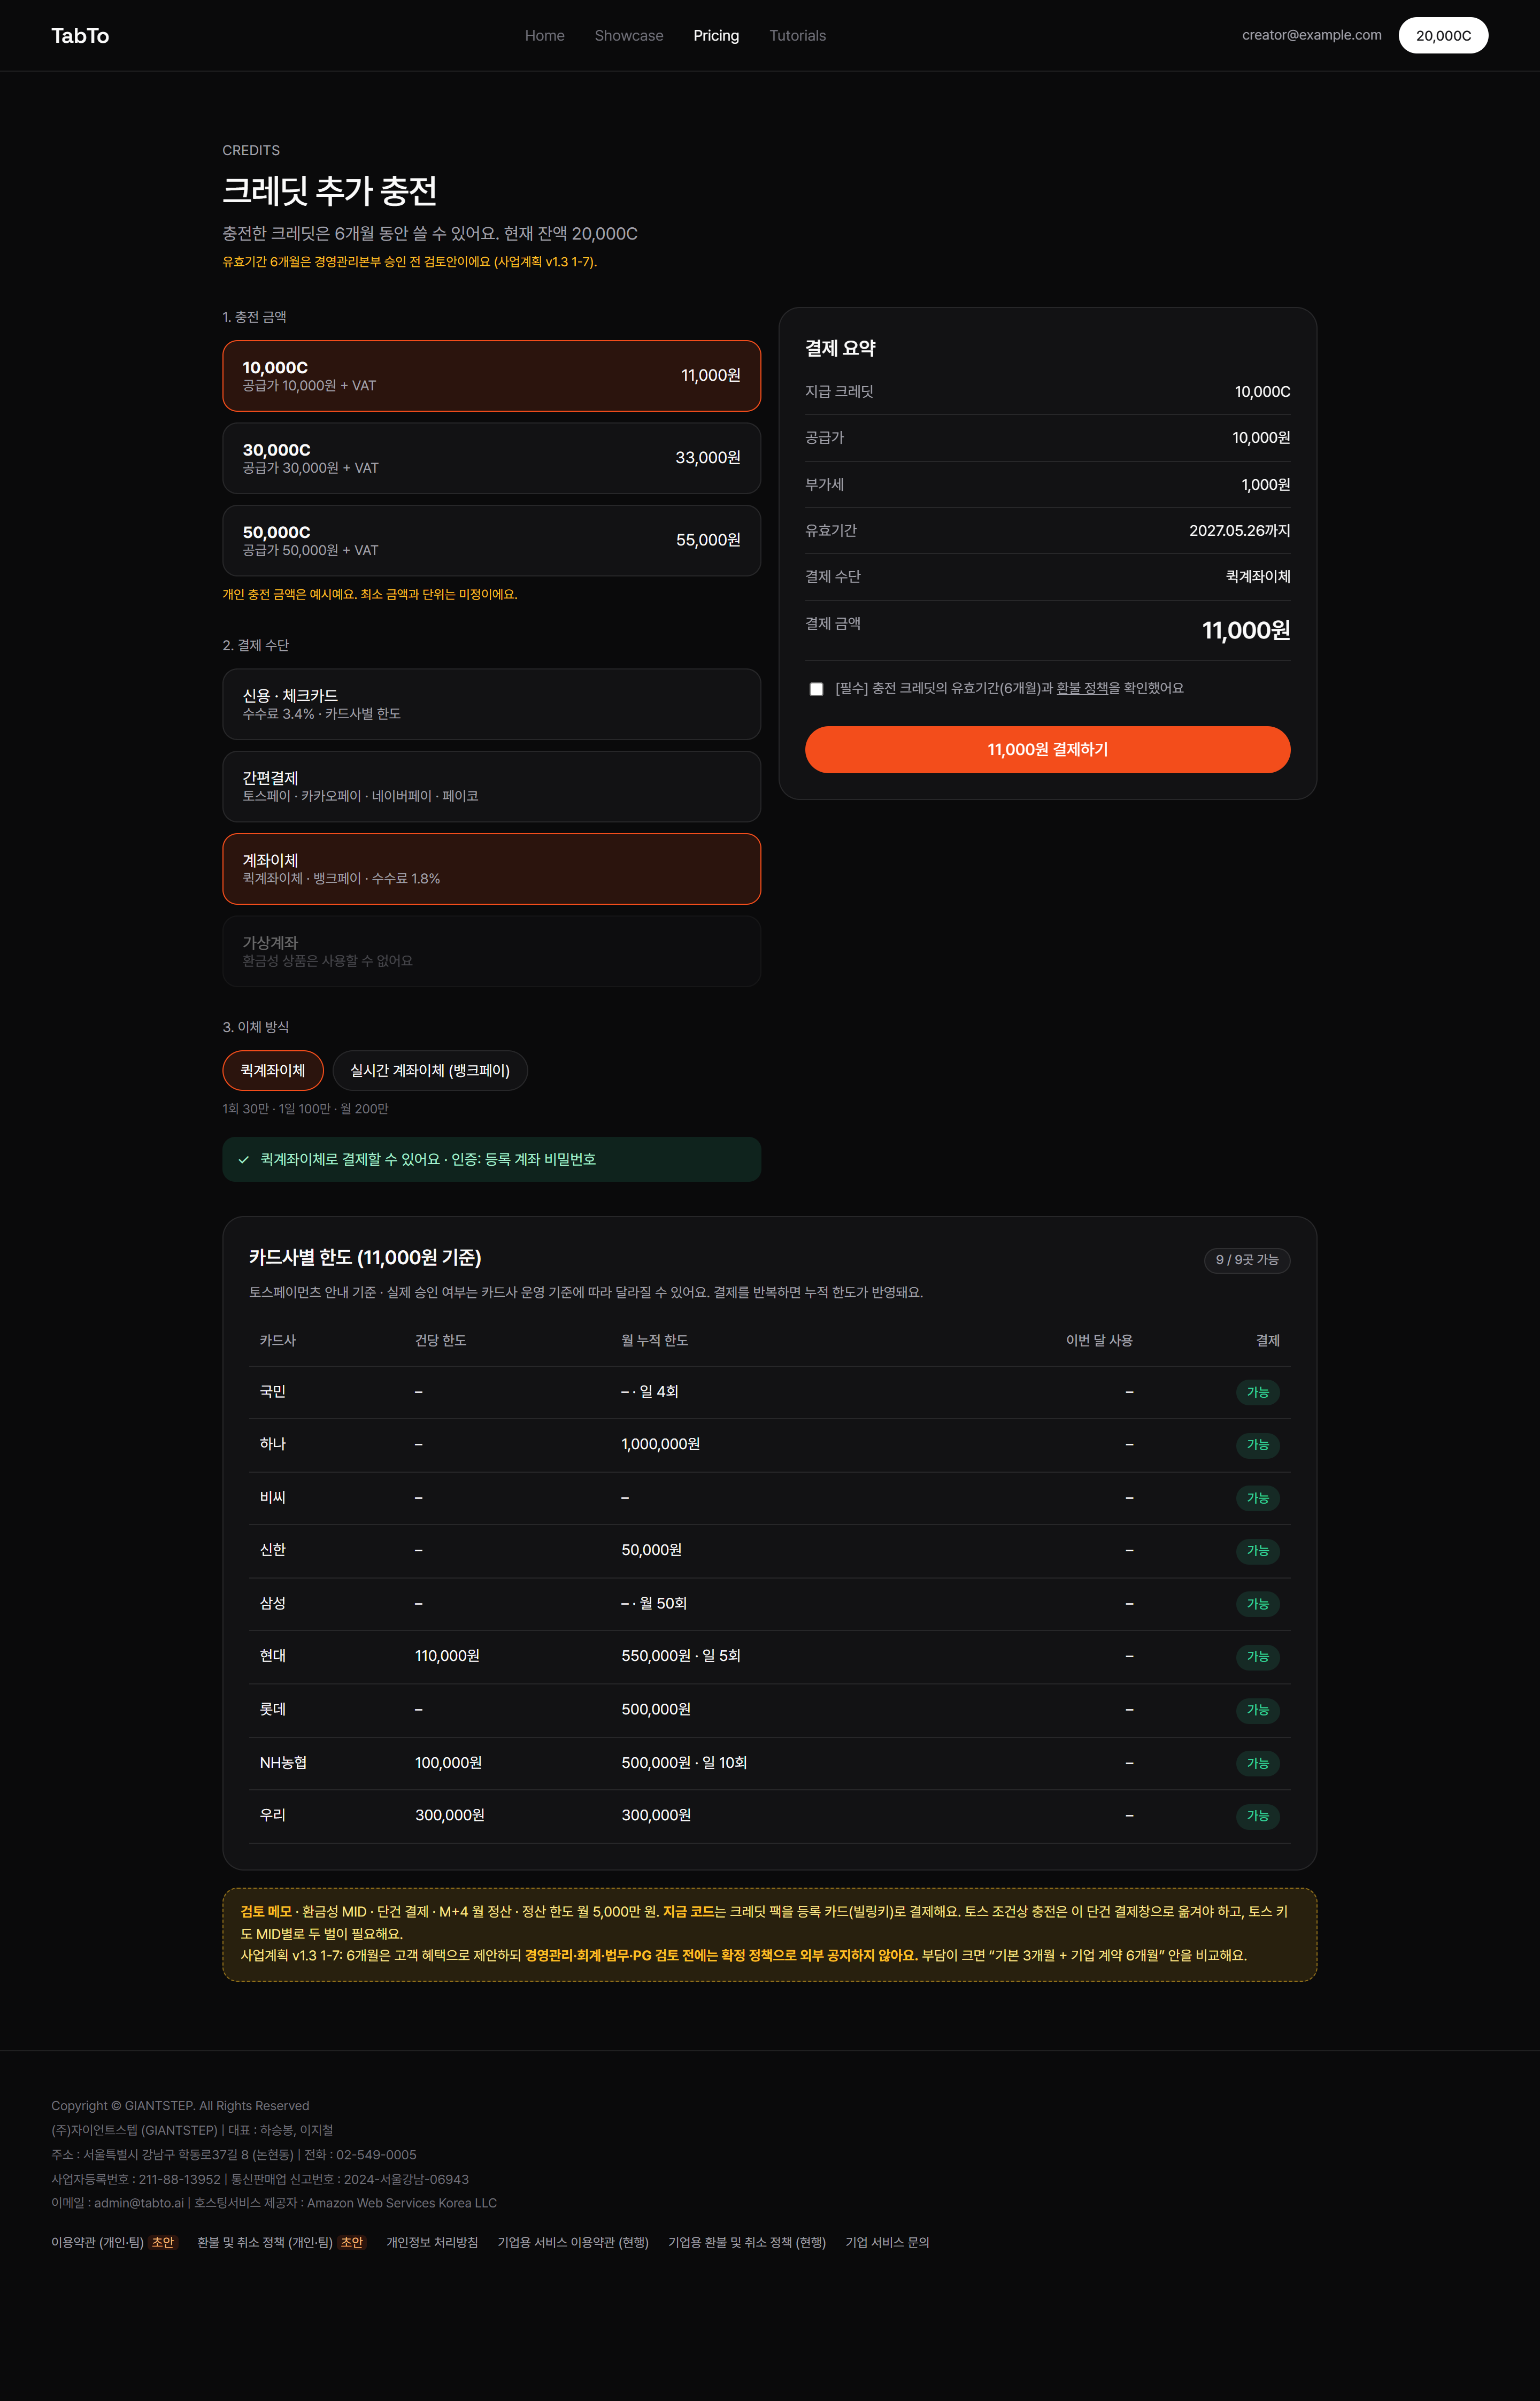 TabTo
Home Showcase Pricing Tutorials
creator@example.com 20,000C
CREDITS
크레딧 추가 충전
충전한 크레딧은 6개월 동안 쓸 수 있어요. 현재 잔액 20,000C
유효기간 6개월은 경영관리본부 승인 전 검토안이에요 (사업계획 v1.3 1-7).
1. 충전 금액
10,000C
공급가 10,000원 + VAT
11,000원
30,000C
공급가 30,000원 + VAT
33,000원
50,000C
공급가 50,000원 + VAT
55,000원
개인 충전 금액은 예시예요. 최소 금액과 단위는 미정이에요.
2. 결제 수단
신용 · 체크카드
수수료 3.4% · 카드사별 한도
간편결제
토스페이 · 카카오페이 · 네이버페이 · 페이코
계좌이체
퀵계좌이체 · 뱅크페이 · 수수료 1.8%
가상계좌
환금성 상품은 사용할 수 없어요
3. 이체 방식
퀵계좌이체 실시간 계좌이체 (뱅크페이)
1회 30만 · 1일 100만 · 월 200만
✓ 퀵계좌이체로 결제할 수 있어요 · 인증: 등록 계좌 비밀번호
결제 요약
지급 크레딧 10,000C
공급가 10,000원
부가세 1,000원
유효기간 2027.05.26까지
결제 수단 퀵계좌이체
결제 금액 11,000원
[필수] 충전 크레딧의 유효기간(6개월)과 환불 정책을 확인했어요
11,000원 결제하기
카드사별 한도 (11,000원 기준)
9 / 9곳 가능
토스페이먼츠 안내 기준 · 실제 승인 여부는 카드사 운영 기준에 따라 달라질 수 있어요. 결제를 반복하면 누적 한도가 반영돼요.
카드사 건당 한도 월 누적 한도 이번 달 사용 결제
국민 – – · 일 4회 – 가능
하나 – 1,000,000원 – 가능
비씨 – – – 가능
신한 – 50,000원 – 가능
삼성 – – · 월 50회 – 가능
현대 110,000원 550,000원 · 일 5회 – 가능
롯데 – 500,000원 – 가능
NH농협 100,000원 500,000원 · 일 10회 – 가능
우리 300,000원 300,000원 – 가능
검토 메모 · 환금성 MID · 단건 결제 · M+4 월 정산 · 정산 한도 월 5,000만 원. 지금 코드는 크레딧 팩을 등록 카드(빌링키)로 결제해요. 토스 조건상 충전은 이 단건 결제창으로 옮겨야 하고, 토스 키
도 MID별로 두 벌이 필요해요.
사업계획 v1.3 1-7: 6개월은 고객 혜택으로 제안하되 경영관리·회계·법무·PG 검토 전에는 확정 정책으로 외부 공지하지 않아요. 부담이 크면 “기본 3개월 + 기업 계약 6개월” 안을 비교해요.
Copyright © GIANTSTEP. All Rights Reserved
(주)자이언트스텝 (GIANTSTEP) | 대표 : 하승봉, 이지철
주소 : 서울특별시 강남구 학동로37길 8 (논현동) | 전화 : 02-549-0005
사업자등록번호 : 211-88-13952 | 통신판매업 신고번호 : 2024-서울강남-06943
이메일 : admin@tabto.ai | 호스팅서비스 제공자 : Amazon Web Services Korea LLC
이용약관 (개인·팀) 초안 환불 및 취소 정책 (개인·팀) 초안 개인정보 처리방침 기업용 서비스 이용약관 (현행) 기업용 환불 및 취소 정책 (현행) 기업 서비스 문의